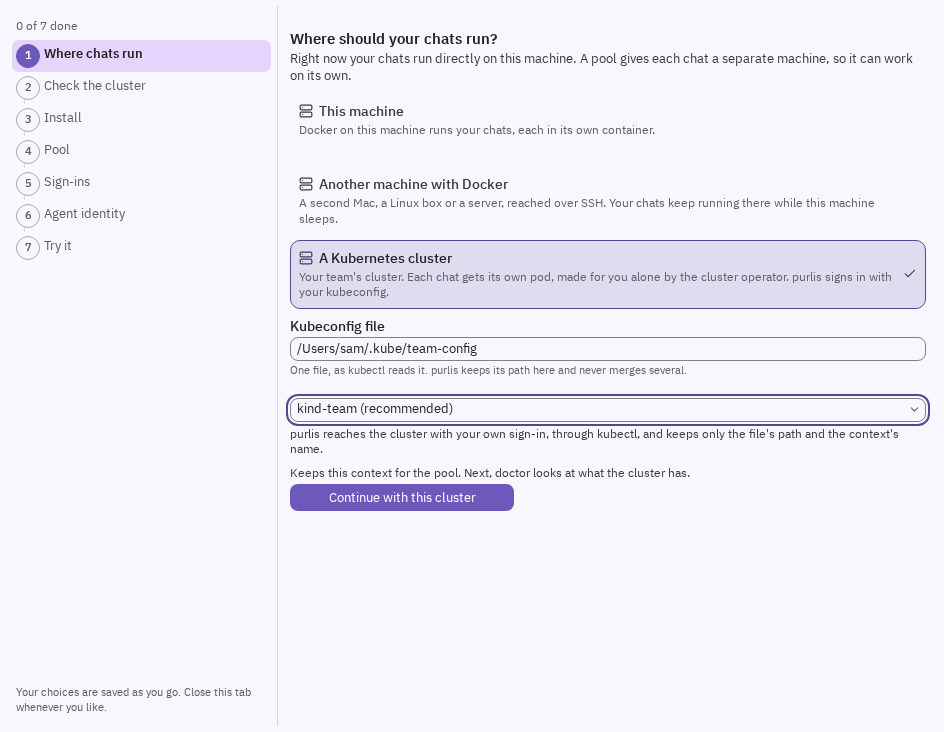 0 of 7 done
1 Where chats run
2 Check the cluster
3 Install
4 Pool
5 Sign-ins
6 Agent identity
7 Try it
Your choices are saved as you go. Close this tab
whenever you like.
Where should your chats run?
Right now your chats run directly on this machine. A pool gives each chat a separate machine, so it can work
on its own.
This machine
Docker on this machine runs your chats, each in its own container.
Another machine with Docker
A second Mac, a Linux box or a server, reached over SSH. Your chats keep running there while this machine
sleeps.
A Kubernetes cluster
Your team's cluster. Each chat gets its own pod, made for you alone by the cluster operator. purlis signs in with
your kubeconfig.
Kubeconfig file
/Users/sam/.kube/team-config
One file, as kubectl reads it. purlis keeps its path here and never merges several.
kind-team (recommended)
purlis reaches the cluster with your own sign-in, through kubectl, and keeps only the file's path and the context's
name.
Keeps this context for the pool. Next, doctor looks at what the cluster has.
Continue with this cluster